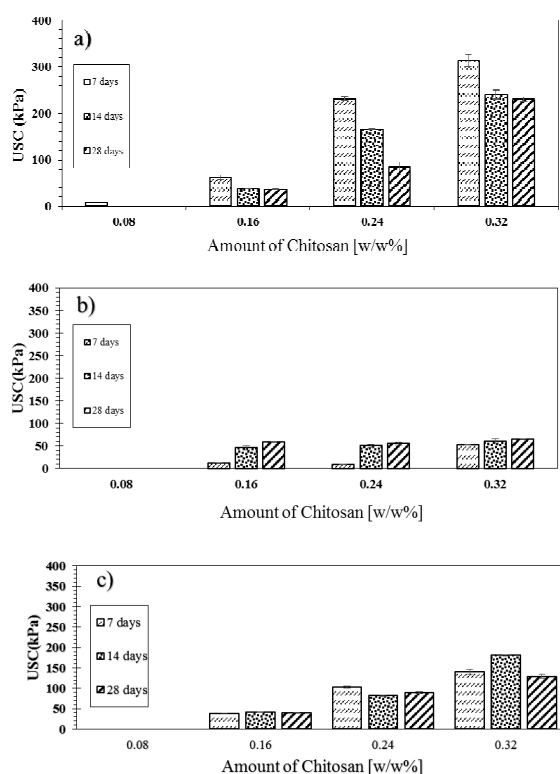 a)
400
300
200
100
0
USC (kPa)
7 days
14 days
28 days
0.08 0.16 0.24 0.32
Amount of Chitosan [w/w%]
b)
400
350
300
250
200
150
100
50
0
USC(kPa)
7 days
14 days
28 days
0.08 0.16 0.24 0.32
Amount of Chitosan [w/w%]
c)
400
350
300
250
200
150
100
50
0
USC(kPa)
7 days
14 days
28 days
0.08 0.16 0.24 0.32
Amount of Chitosan [w/w%]